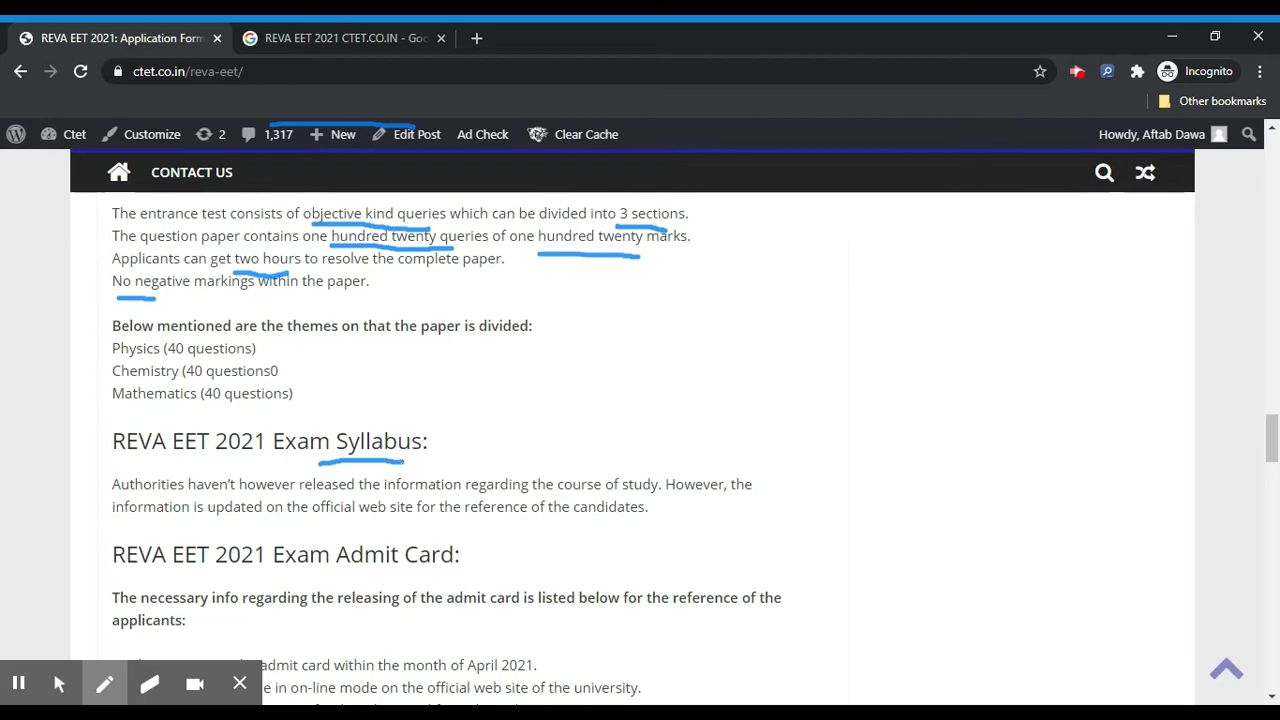 REVA EET 2021: Application Form
REVA EET 2021 CTET.CO.IN - Goo
ctet.co.in/reva-eet/
Incognito
Other bookmarks
Ctet Customize 2 1,317 New Edit Post Ad Check Clear Cache Howdy, Aftab Dawa
CONTACT US
The entrance test consists of objective kind queries which can be divided into 3 sections.
The question paper contains one hundred twenty queries of one hundred twenty marks.
Applicants can get two hours to resolve the complete paper.
No negative markings within the paper.
Below mentioned are the themes on that the paper is divided:
Physics (40 questions)
Chemistry (40 questions0
Mathematics (40 questions)
REVA EET 2021 Exam Syllabus:
Authorities haven’t however released the information regarding the course of study. However, the
information is updated on the official web site for the reference of the candidates.
REVA EET 2021 Exam Admit Card:
The necessary info regarding the releasing of the admit card is listed below for the reference of the
applicants:
admit card within the month of April 2021.
in on-line mode on the official web site of the university.